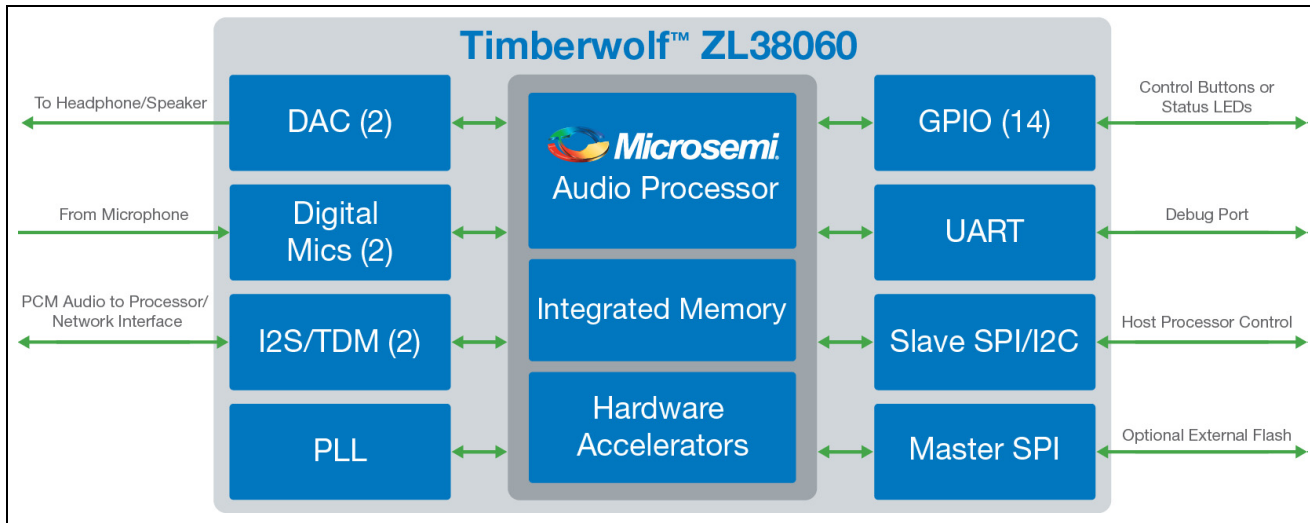 Timberwolf™ ZL38060
To Headphone/Speaker
DAC (2)
From Microphone
Digital
Mics (2)
PCM Audio to Processor/
Network Interface
I2S/TDM (2)
PLL
Microsemi.
Audio Processor
Integrated Memory
Hardware
Accelerators
GPIO (14)
Control Buttons or
Status LEDs
UART
Debug Port
Slave SPI/I2C
Host Processor Control
Master SPI
Optional External Flash